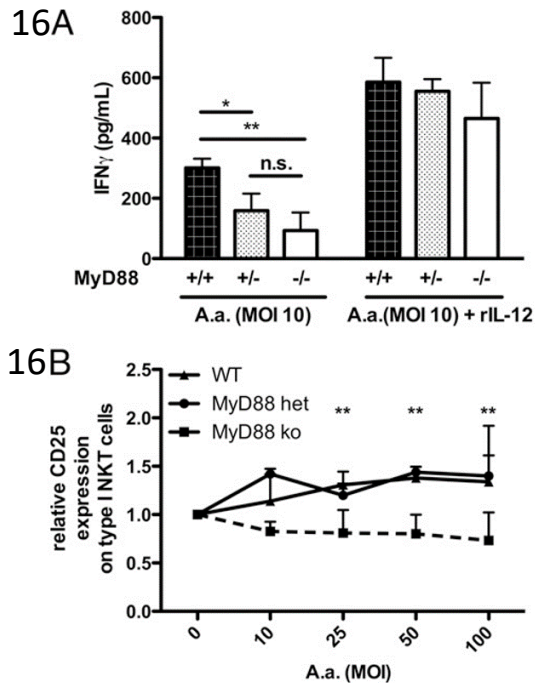 16A
800
600
400
200
0
IFNγ (pg/mL)
*
**
n.s.
MyD88 +/+ +/- -/- +/+ +/- -/-
A.a. (MOI 10) A.a.(MOI 10) + rIL-12
16B
2.5
2.0
1.5
1.0
0.5
0.0
relative CD25
expression
on type I NKT cells
WT
MyD88 het
MyD88 ko
** ** **
0 10 25 50 100
A.a. (MOI)